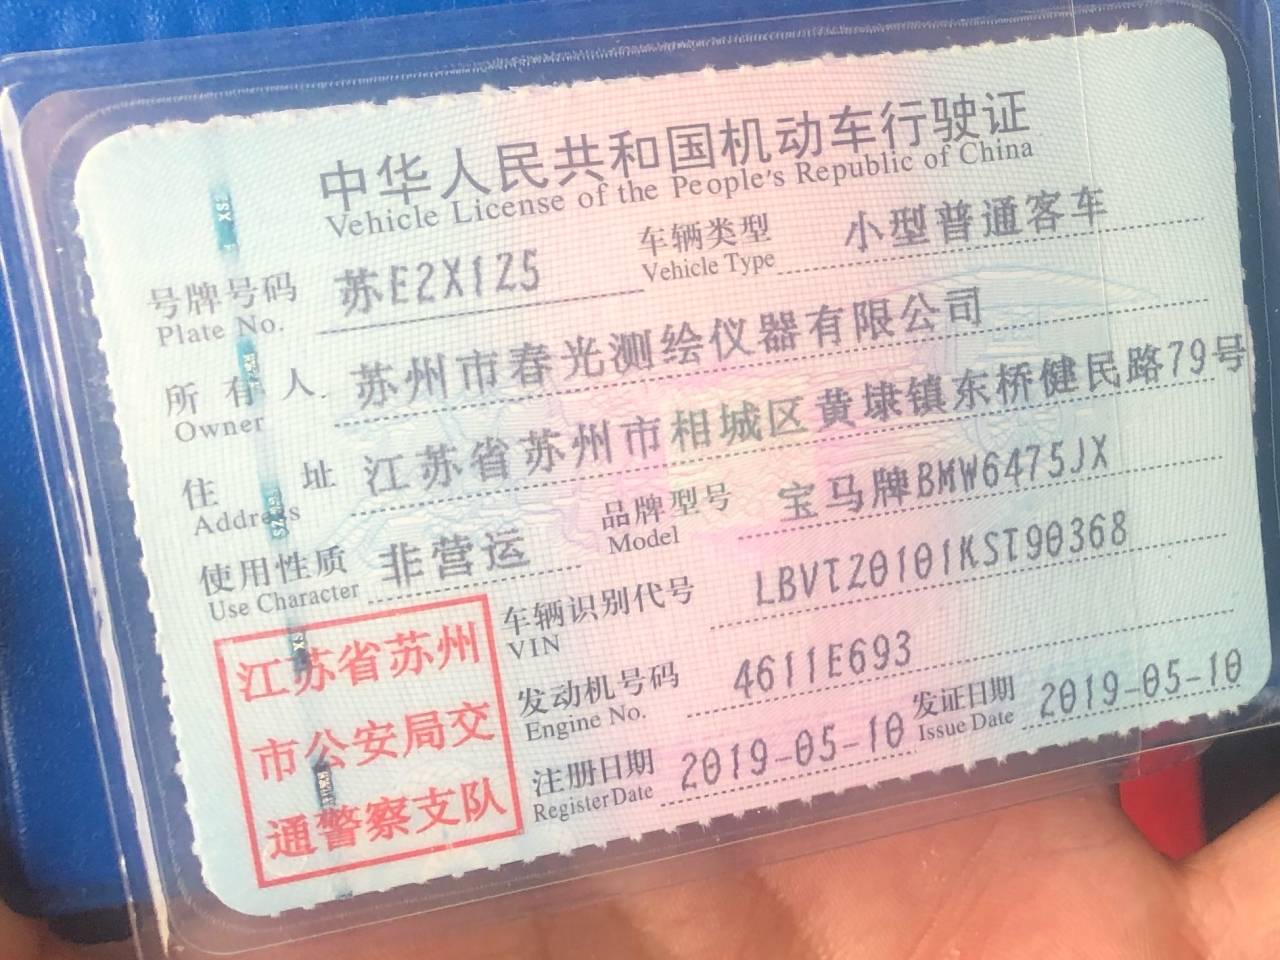 中华人民共和国机动车行驶证
Vehicle License of the People's Republic of China
号牌号码 苏E2X125 车辆类型 小型普通客车
Plate No. Vehicle Type
所有人 苏州市春光测绘仪器有限公司
Owner
住址 江苏省苏州市相城区黄埭镇东桥健民路79号
Address
使用性质 非营运 品牌型号 宝马牌BMW6475JX
Use Character Model
车辆识别代号 LBVTZ0101KST90368
VIN
发动机号码 4611E693
Engine No.
注册日期 2019-05-10 发证日期 2019-05-10
Register Date Issue Date
江苏省苏州
市公安局交
通警察支队